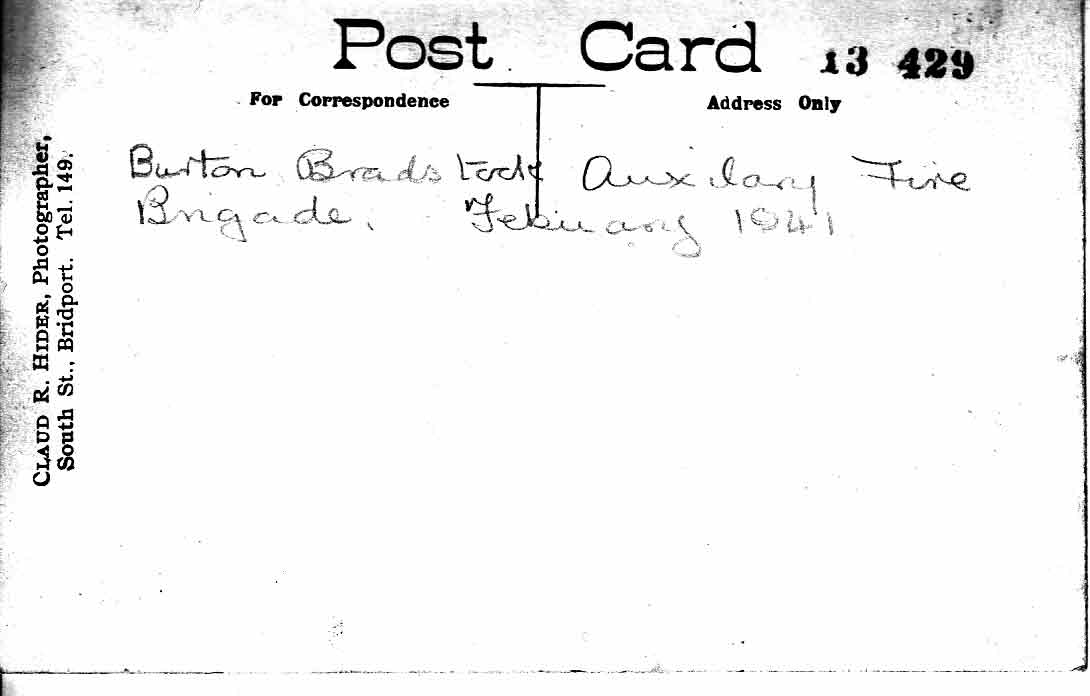 Post Card 13 429
For Correspondence
Address Only
Burton Bradstock Auxilary Fire
Brigade. February 1941
CLAUD R. HIDER, Photographer,
South St., Bridport. Tel. 149.